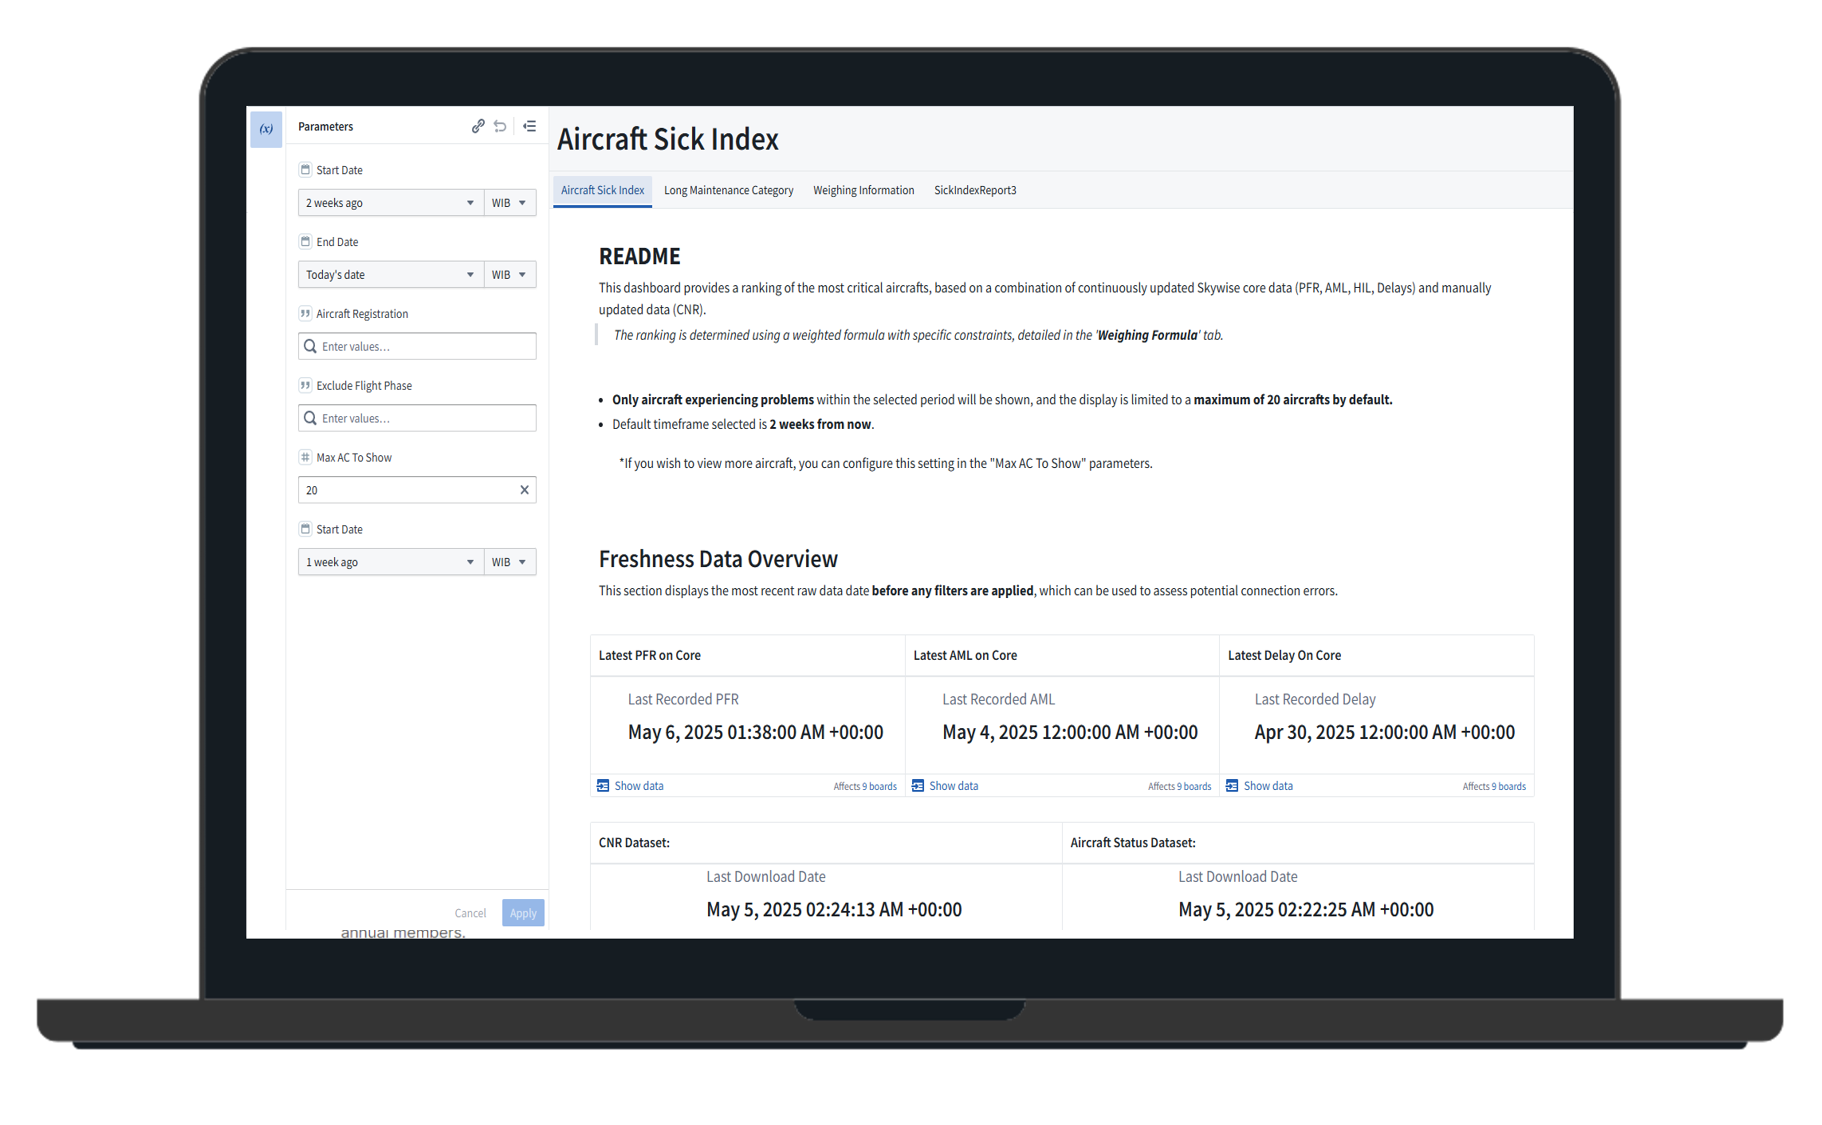 (x)
Parameters
Start Date
2 weeks ago WIB
End Date
Today's date WIB
Aircraft Registration
Enter values...
Exclude Flight Phase
Enter values...
Max AC To Show
20
Start Date
1 week ago WIB
Cancel Apply
annual members.
Aircraft Sick Index
Aircraft Sick Index Long Maintenance Category Weighing Information SickIndexReport3
README
This dashboard provides a ranking of the most critical aircrafts, based on a combination of continuously updated Skywise core data (PFR, AML, HIL, Delays) and manually
updated data (CNR).
The ranking is determined using a weighted formula with specific constraints, detailed in the 'Weighing Formula' tab.
• Only aircraft experiencing problems within the selected period will be shown, and the display is limited to a maximum of 20 aircrafts by default.
• Default timeframe selected is 2 weeks from now.
*If you wish to view more aircraft, you can configure this setting in the "Max AC To Show" parameters.
Freshness Data Overview
This section displays the most recent raw data date before any filters are applied, which can be used to assess potential connection errors.
Latest PFR on Core Latest AML on Core Latest Delay On Core
Last Recorded PFR Last Recorded AML Last Recorded Delay
May 6, 2025 01:38:00 AM +00:00 May 4, 2025 12:00:00 AM +00:00 Apr 30, 2025 12:00:00 AM +00:00
Show data Affects 9 boards Show data Affects 9 boards Show data Affects 9 boards
CNR Dataset: Aircraft Status Dataset:
Last Download Date Last Download Date
May 5, 2025 02:24:13 AM +00:00 May 5, 2025 02:22:25 AM +00:00